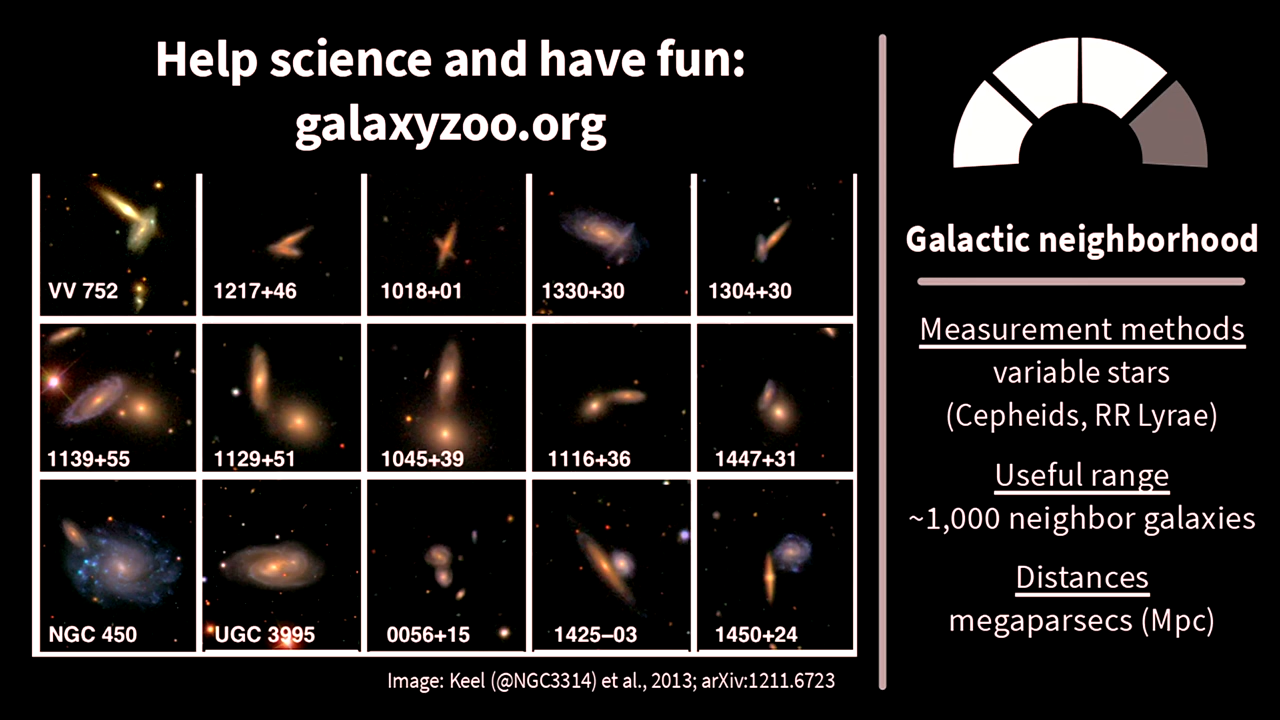 Help science and have fun:
galaxyzoo.org
VV 752
1217+46
1018+01
1330+30
1304+30
1139+55
1129+51
1045+39
1116+36
1447+31
NGC 450
UGC 3995
0056+15
1425–03
1450+24
Image: Keel (@NGC3314) et al., 2013; arXiv:1211.6723
Galactic neighborhood
Measurement methods
variable stars
(Cepheids, RR Lyrae)
Useful range
~1,000 neighbor galaxies
Distances
megaparsecs (Mpc)